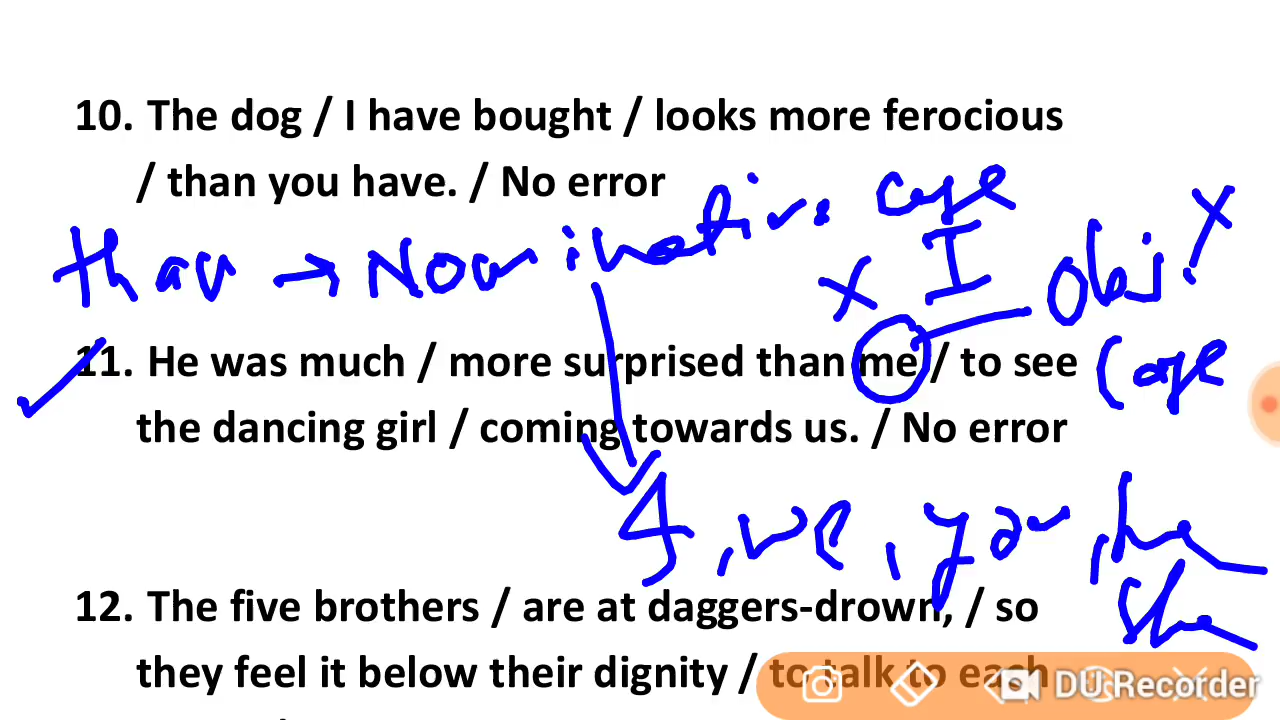 10. The dog / I have bought / looks more ferocious
/ than you have. / No error
than → Nominative case
I
x obj. x
case
11. He was much / more surprised than me / to see
the dancing girl / coming towards us. / No error
I, we, you, he
she
12. The five brothers / are at daggers-drown, / so
they feel it below their dignity / to talk to each
DU Recorder